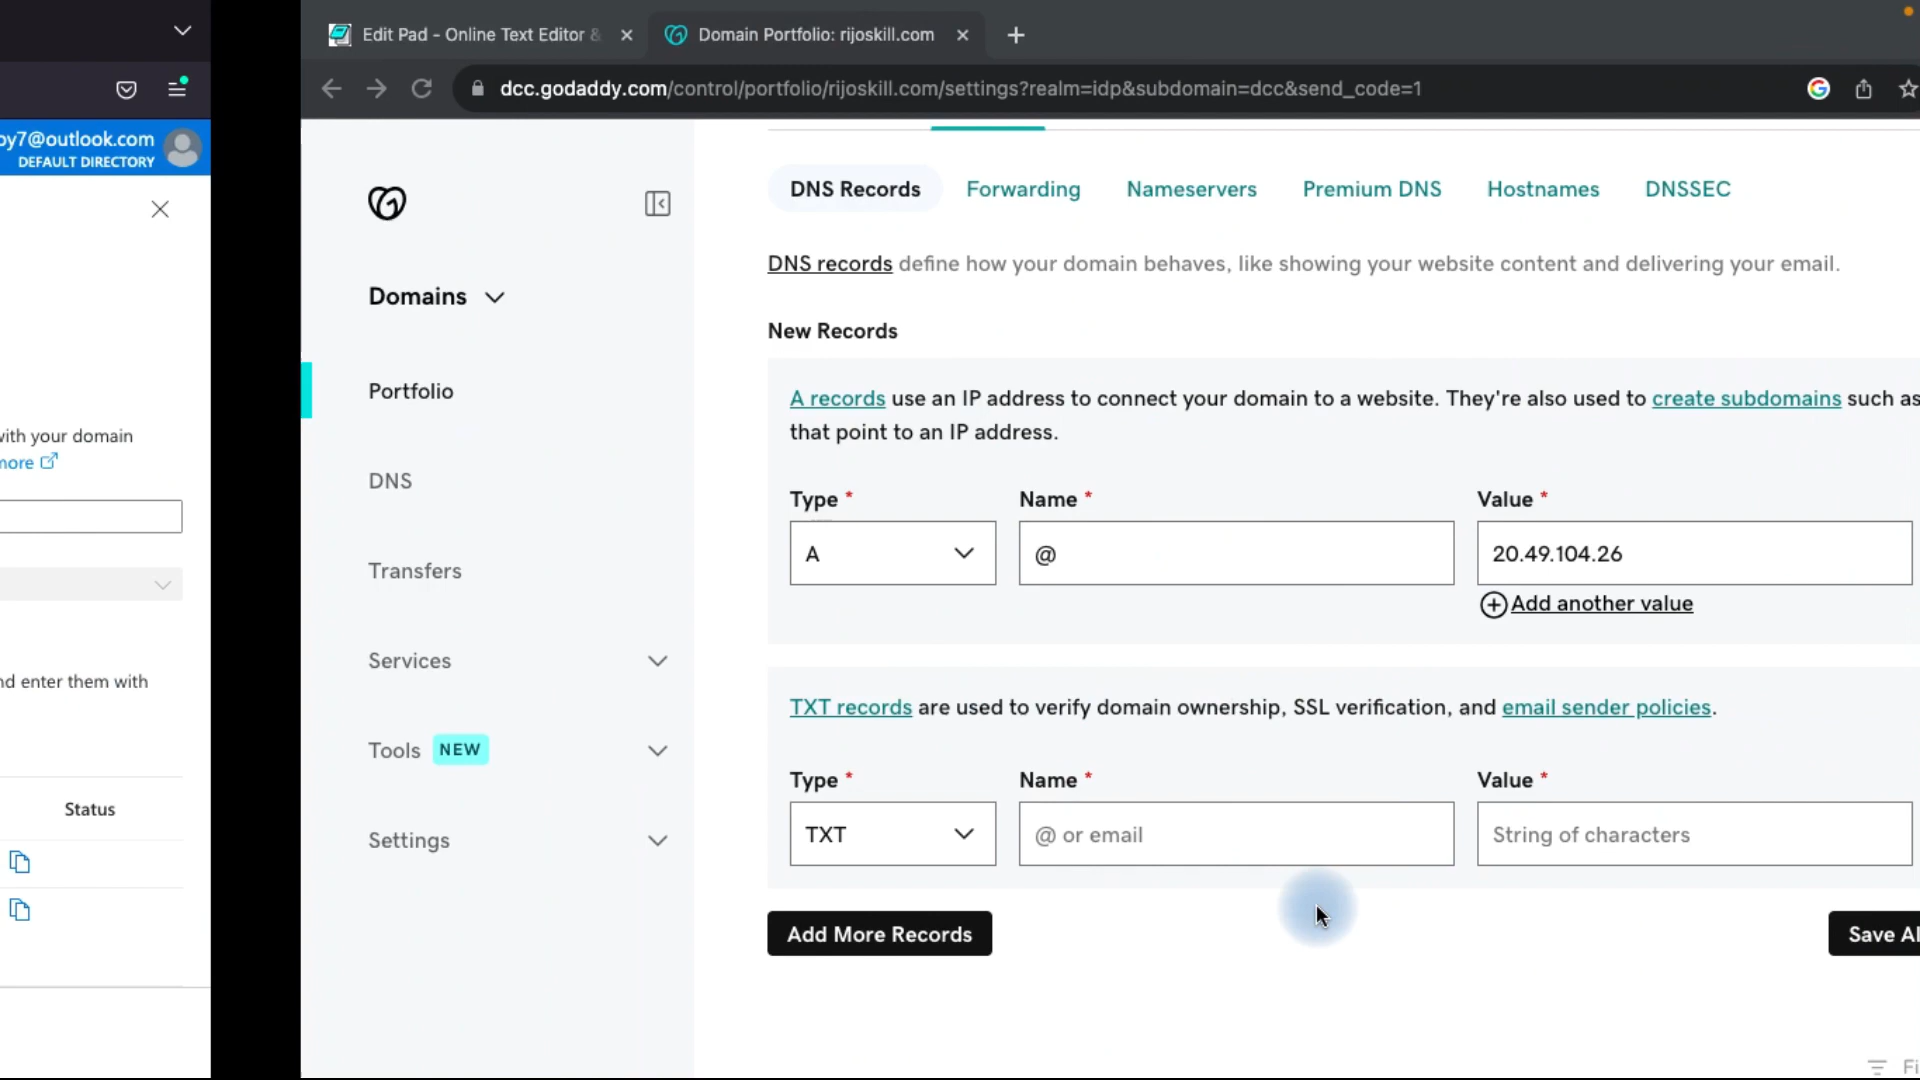 Edit Pad - Online Text Editor &
Domain Portfolio: rijoskill.com
dcc.godaddy.com/control/portfolio/rijoskill.com/settings?realm=idp&subdomain=dcc&send_code=1
oy7@outlook.com
DEFAULT DIRECTORY
with your domain
more
nd enter them with
Status
Domains
Portfolio
DNS
Transfers
Services
Tools NEW
Settings
DNS Records Forwarding Nameservers Premium DNS Hostnames DNSSEC
DNS records define how your domain behaves, like showing your website content and delivering your email.
New Records
A records use an IP address to connect your domain to a website. They're also used to create subdomains such as
that point to an IP address.
Type * Name * Value *
A @ 20.49.104.26
Add another value
TXT records are used to verify domain ownership, SSL verification, and email sender policies.
Type * Name * Value *
TXT @ or email String of characters
Add More Records Save Al
Fi